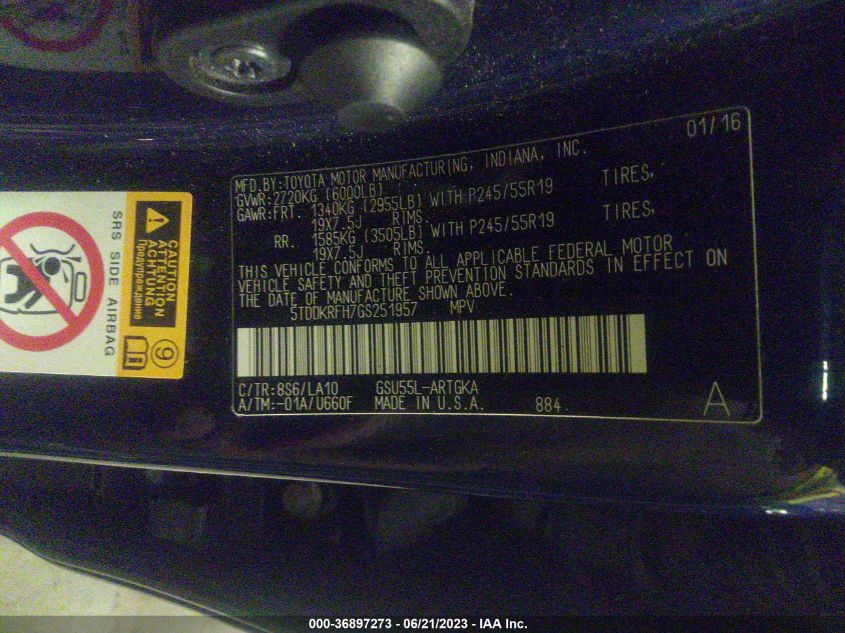 01/16
MFD.BY:TOYOTA MOTOR MANUFACTURING, INDIANA, INC.
GVWR:2720KG (6000LB)
GAWR:FRT. 1340KG (2955LB) WITH P245/55R19 TIRES,
19X7.5J RIMS.
RR. 1585KG (3505LB) WITH P245/55R19 TIRES,
19X7.5J RIMS.
THIS VEHICLE CONFORMS TO ALL APPLICABLE FEDERAL MOTOR
VEHICLE SAFETY AND THEFT PREVENTION STANDARDS IN EFFECT ON
THE DATE OF MANUFACTURE SHOWN ABOVE.
5TDDKRFH7GS251957 MPV
C/TR:8S6/LA10 GSU55L-ARTGKA
A/TM:-01A/U660F MADE IN U.S.A. 884 A
CAUTION
ATTENTION
ACHTUNG
Предупреждение
9
SRS SIDE AIRBAG
000-36897273 - 06/21/2023 - IAA Inc.